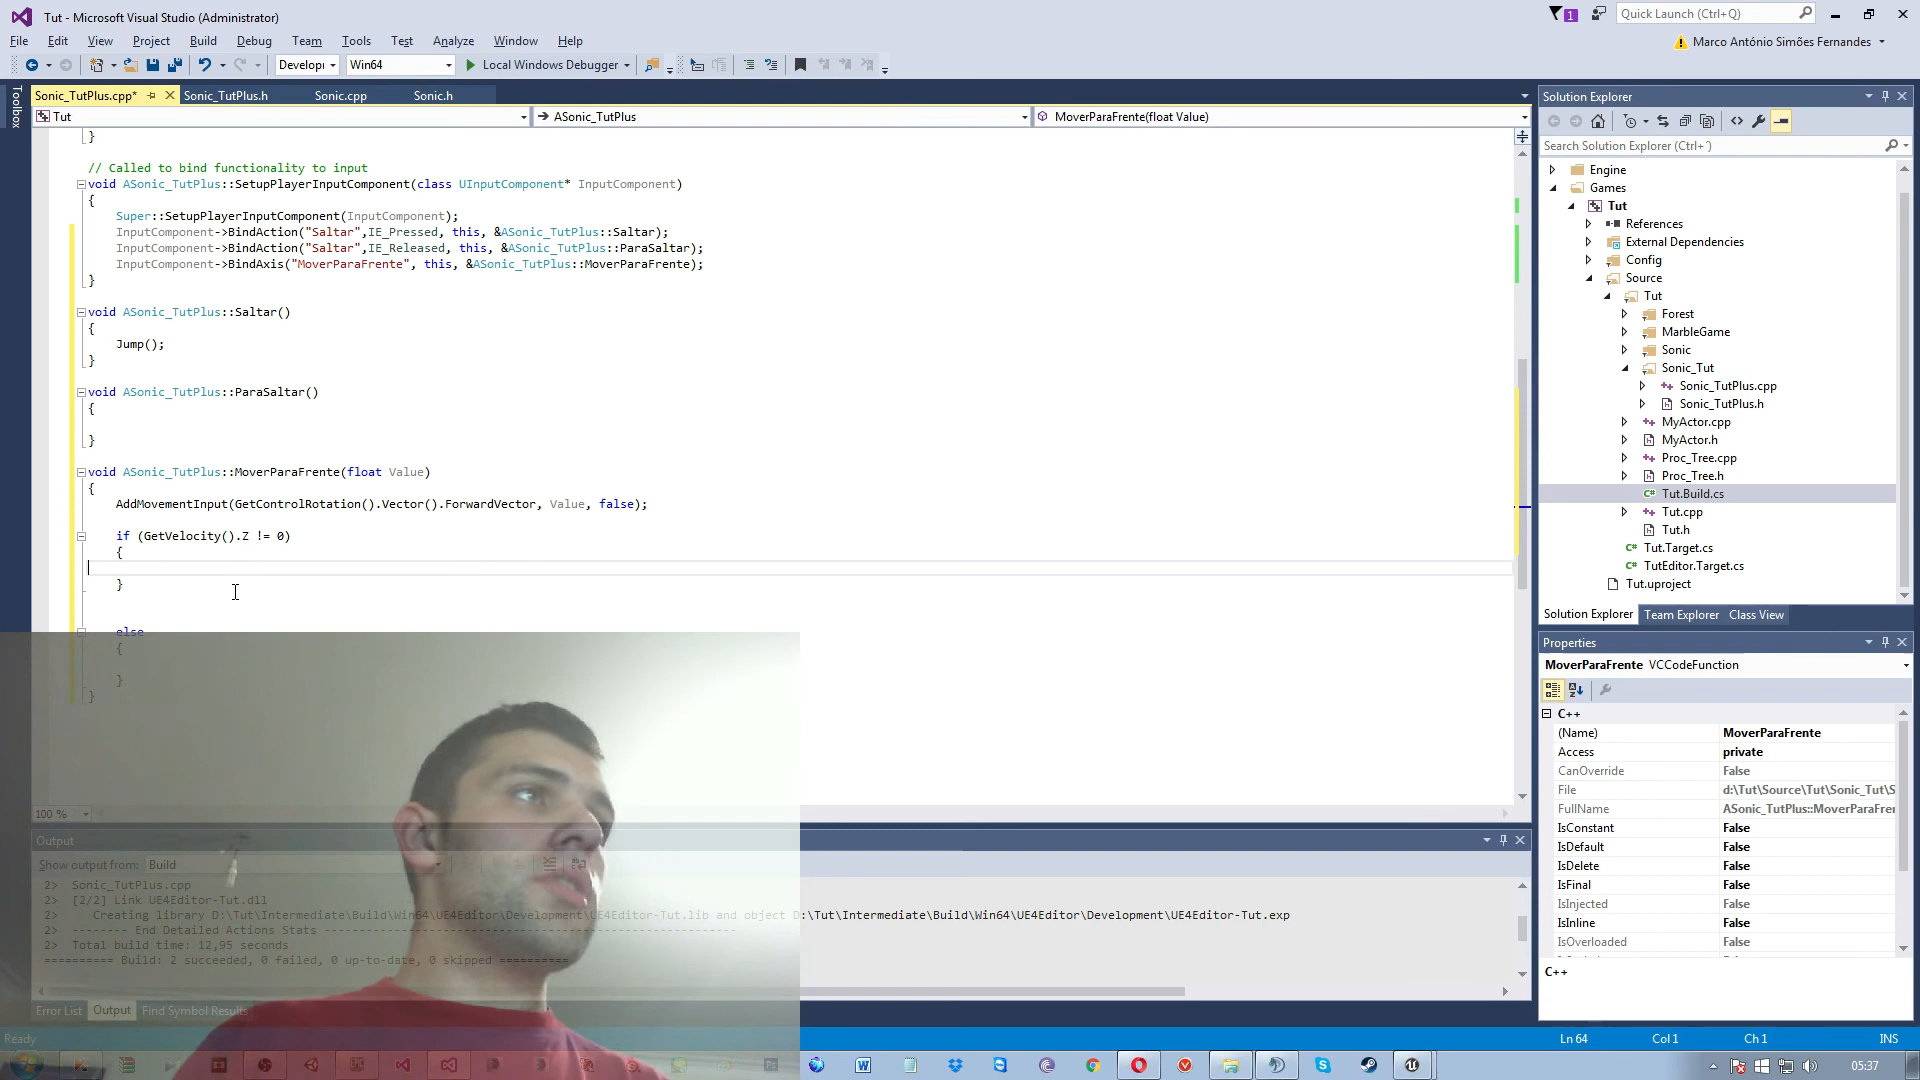 Tut - Microsoft Visual Studio (Administrator)
1
Quick Launch (Ctrl+Q)
File Edit View Project Build Debug Team Tools Test Analyze Window Help
Marco António Simões Fernandes
Developi Win64 Local Windows Debugger
Toolbox
Sonic_TutPlus.cpp* Sonic_TutPlus.h Sonic.cpp Sonic.h
Tut ASonic_TutPlus MoverParaFrente(float Value)
}
// Called to bind functionality to input
void ASonic_TutPlus::SetupPlayerInputComponent(class UInputComponent* InputComponent)
{
Super::SetupPlayerInputComponent(InputComponent);
InputComponent->BindAction("Saltar",IE_Pressed, this, &ASonic_TutPlus::Saltar);
InputComponent->BindAction("Saltar",IE_Released, this, &ASonic_TutPlus::ParaSaltar);
InputComponent->BindAxis("MoverParaFrente", this, &ASonic_TutPlus::MoverParaFrente);
}
void ASonic_TutPlus::Saltar()
{
Jump();
}
void ASonic_TutPlus::ParaSaltar()
{
}
void ASonic_TutPlus::MoverParaFrente(float Value)
{
AddMovementInput(GetControlRotation().Vector().ForwardVector, Value, false);
if (GetVelocity().Z != 0)
{
}
else
{
}
}
100 %
Output
Show output from: Build
2> Sonic_TutPlus.cpp
2> [2/2] Link UE4Editor-Tut.dll
2> Creating library D:\Tut\Intermediate\Build\Win64\UE4Editor\Development\UE4Editor-Tut.lib and object D:\Tut\Intermediate\Build\Win64\UE4Editor\Development\UE4Editor-Tut.exp
2> -------- End Detailed Actions Stats -----------------------------------------------------------
2> Total build time: 12,95 seconds
========== Build: 2 succeeded, 0 failed, 0 up-to-date, 0 skipped ==========
Error List Output Find Symbol Results
Solution Explorer
Search Solution Explorer (Ctrl+´)
Engine
Games
Tut
References
External Dependencies
Config
Source
Tut
Forest
MarbleGame
Sonic
Sonic_Tut
Sonic_TutPlus.cpp
Sonic_TutPlus.h
MyActor.cpp
MyActor.h
Proc_Tree.cpp
Proc_Tree.h
Tut.Build.cs
Tut.cpp
Tut.h
Tut.Target.cs
TutEditor.Target.cs
Tut.uproject
Solution Explorer Team Explorer Class View
Properties
MoverParaFrente VCCodeFunction
C++
(Name) MoverParaFrente
Access private
CanOverride False
File d:\Tut\Source\Tut\Sonic_Tut\S
FullName ASonic_TutPlus::MoverParaFrer
IsConstant False
IsDefault False
IsDelete False
IsFinal False
IsInjected False
IsInline False
IsOverloaded False
C++
Ready
Ln 64 Col 1 Ch 1 INS
05:37